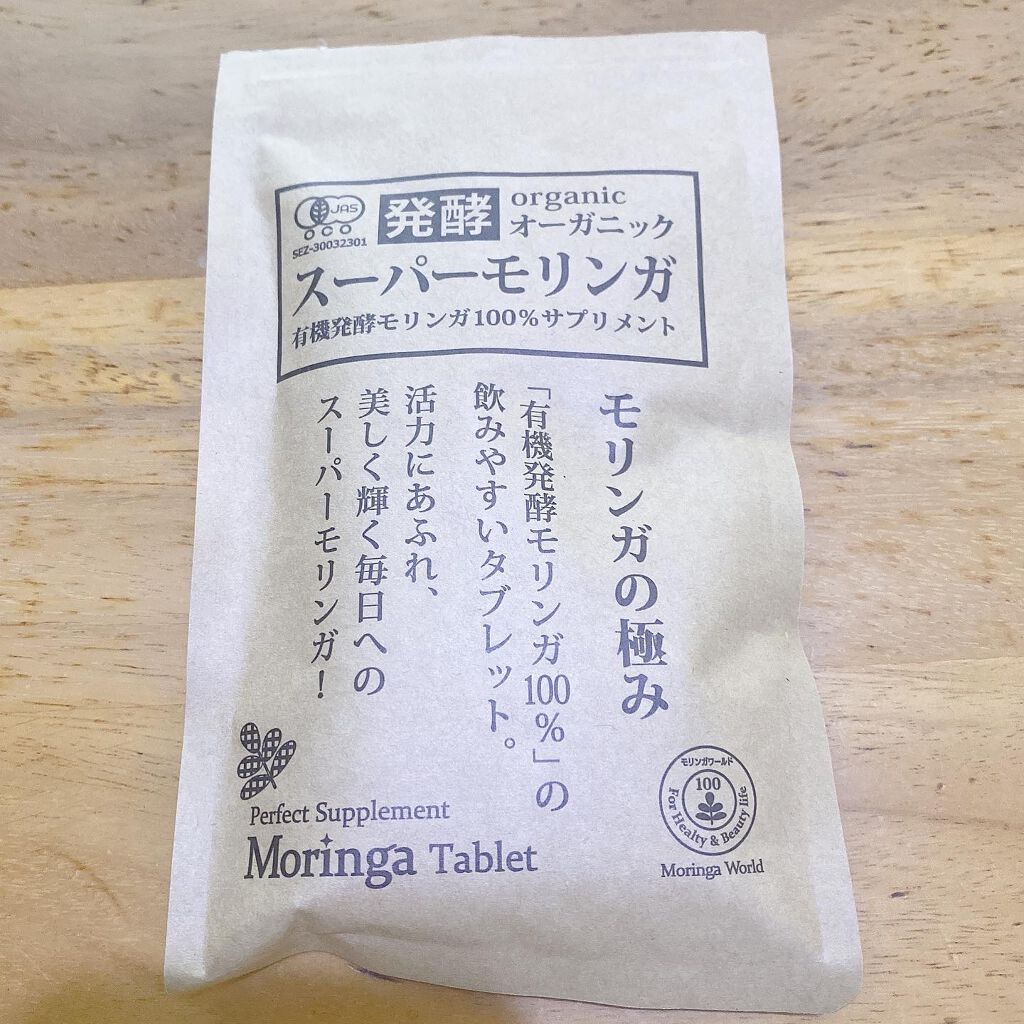 JAS
SEZ-30032301
発酵
organic
オーガニック
スーパーモリンガ
有機発酵モリンガ100%サプリメント
モリンガの極み
「有機発酵モリンガ100%」の
飲みやすいタブレット。
活力にあふれ、
美しく輝く毎日への
スーパーモリンガ!
Perfect Supplement
Moringa Tablet
モリンガワールド
100
For Healty & Beauty life
Moringa World